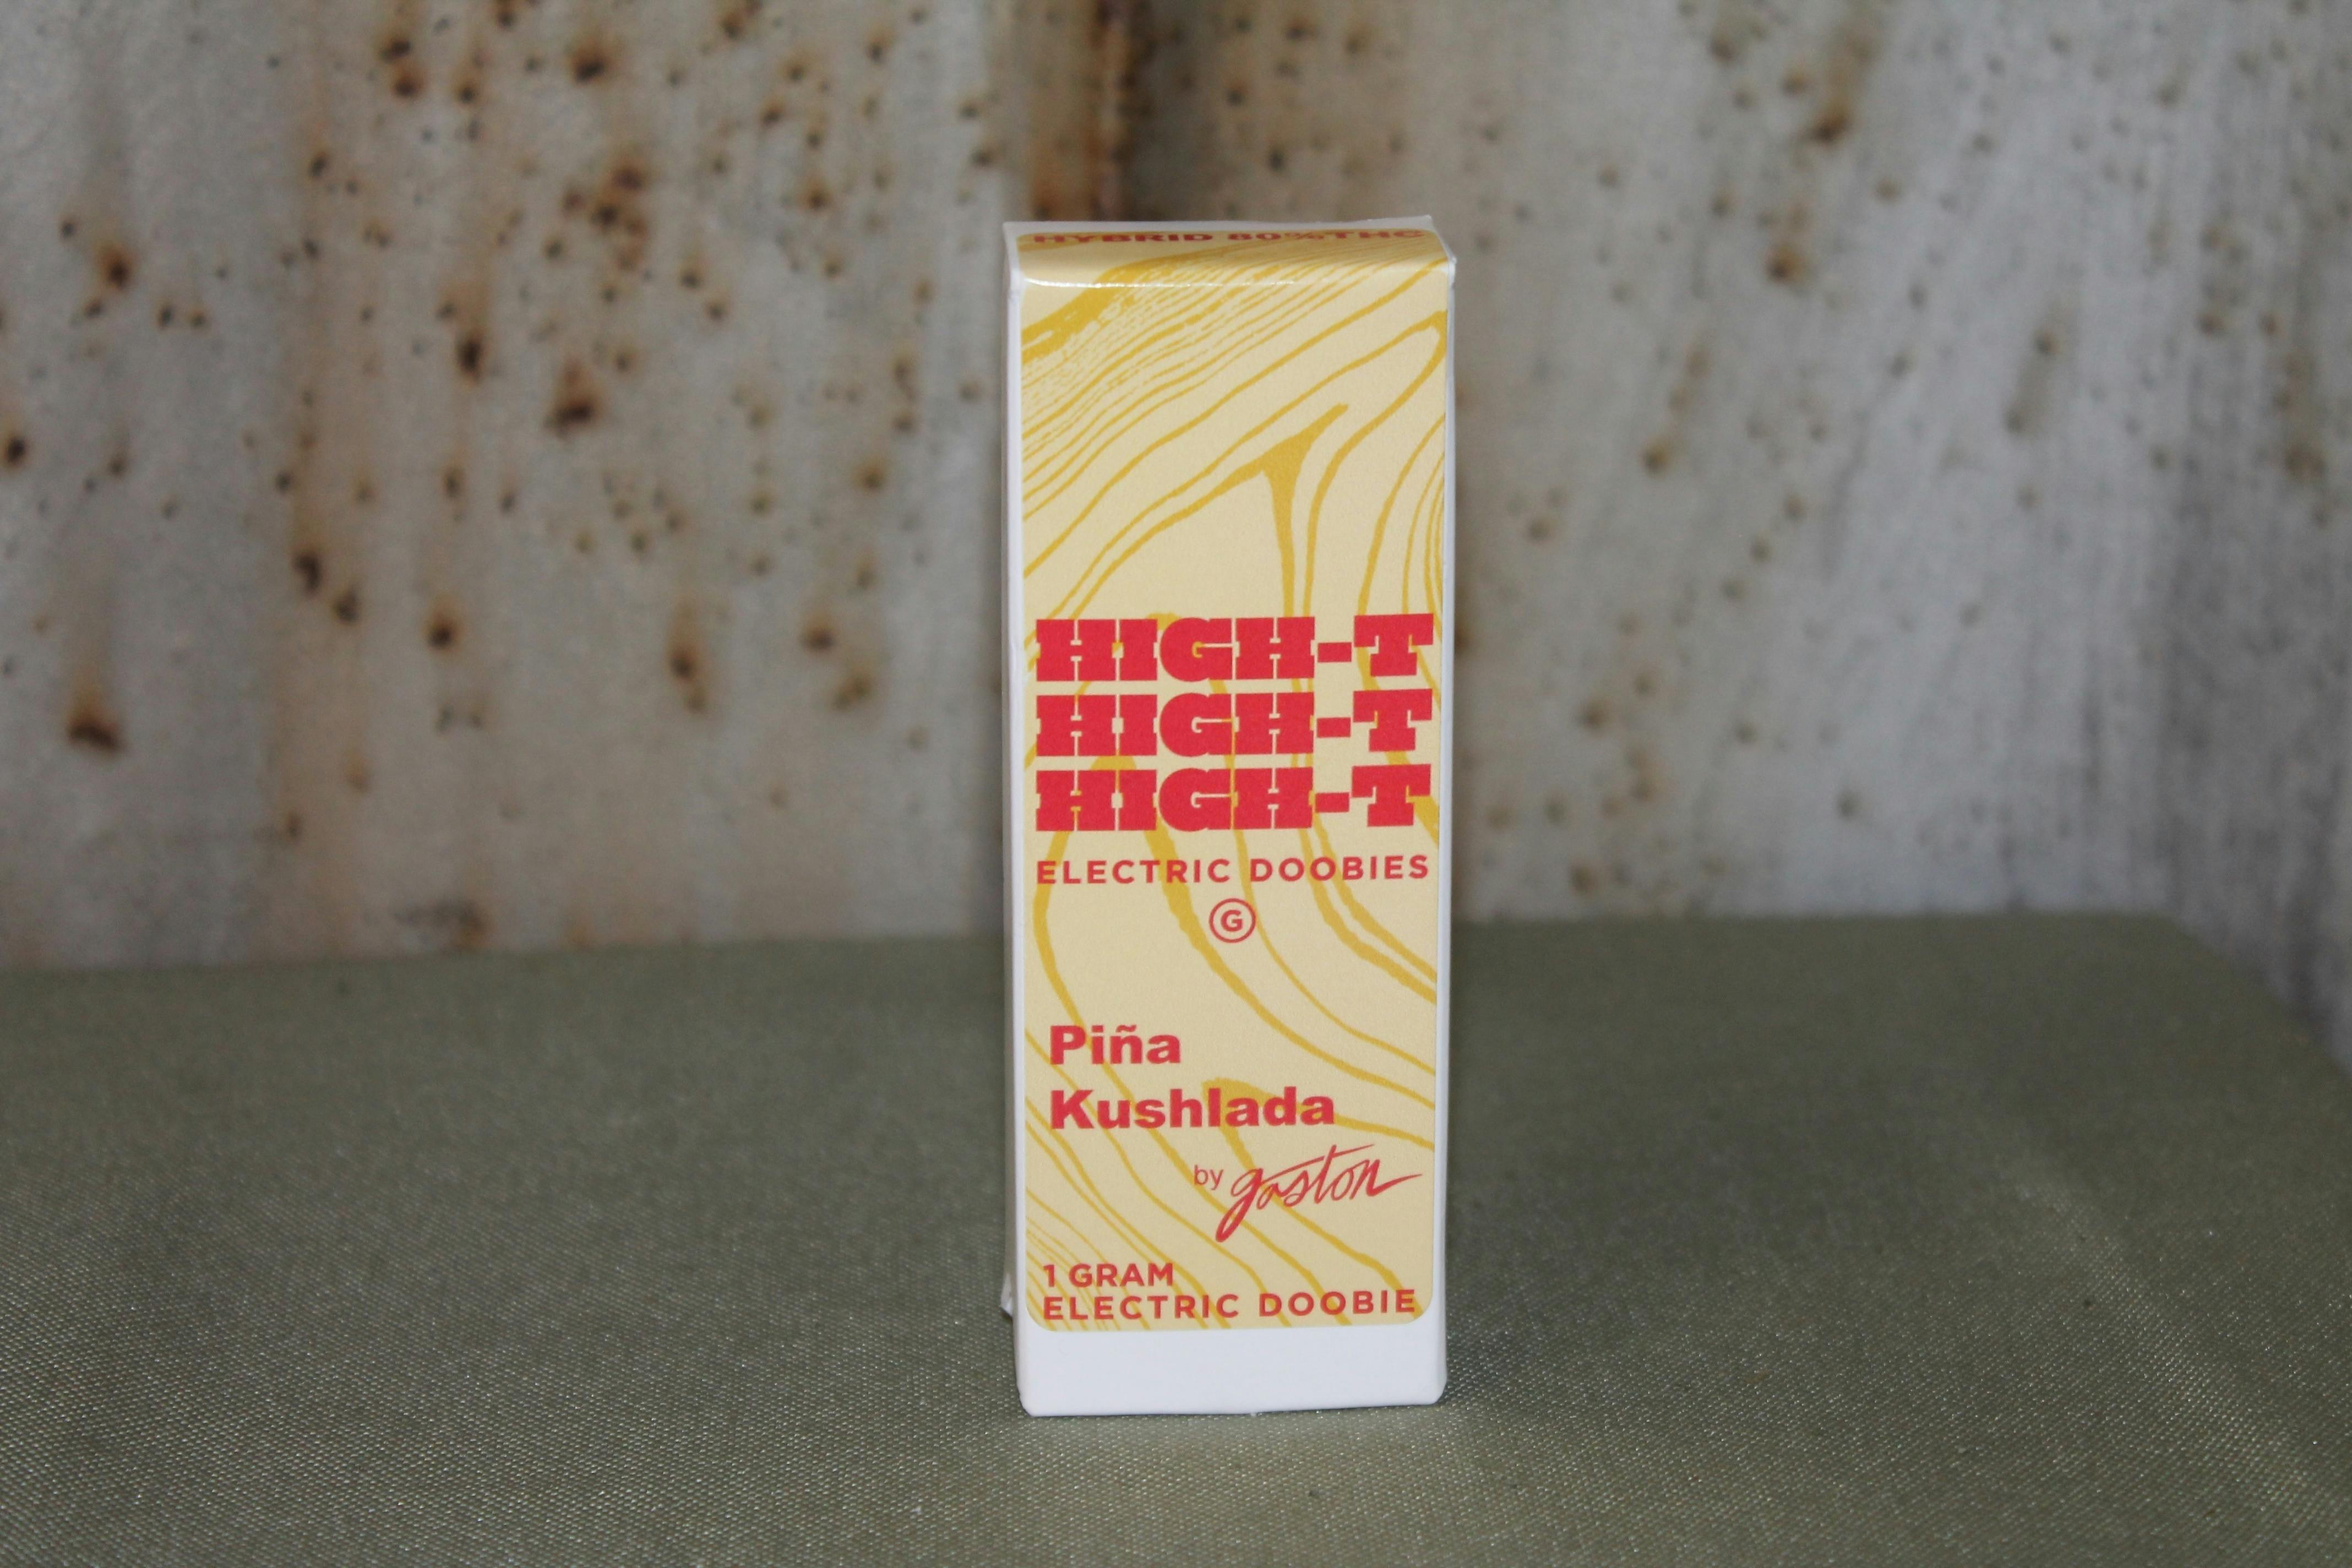 HYBRID 80% THC
HIGH-T
HIGH-T
HIGH-T
ELECTRIC DOOBIES
G
Piña
Kushlada
by gaston
1 GRAM
ELECTRIC DOOBIE